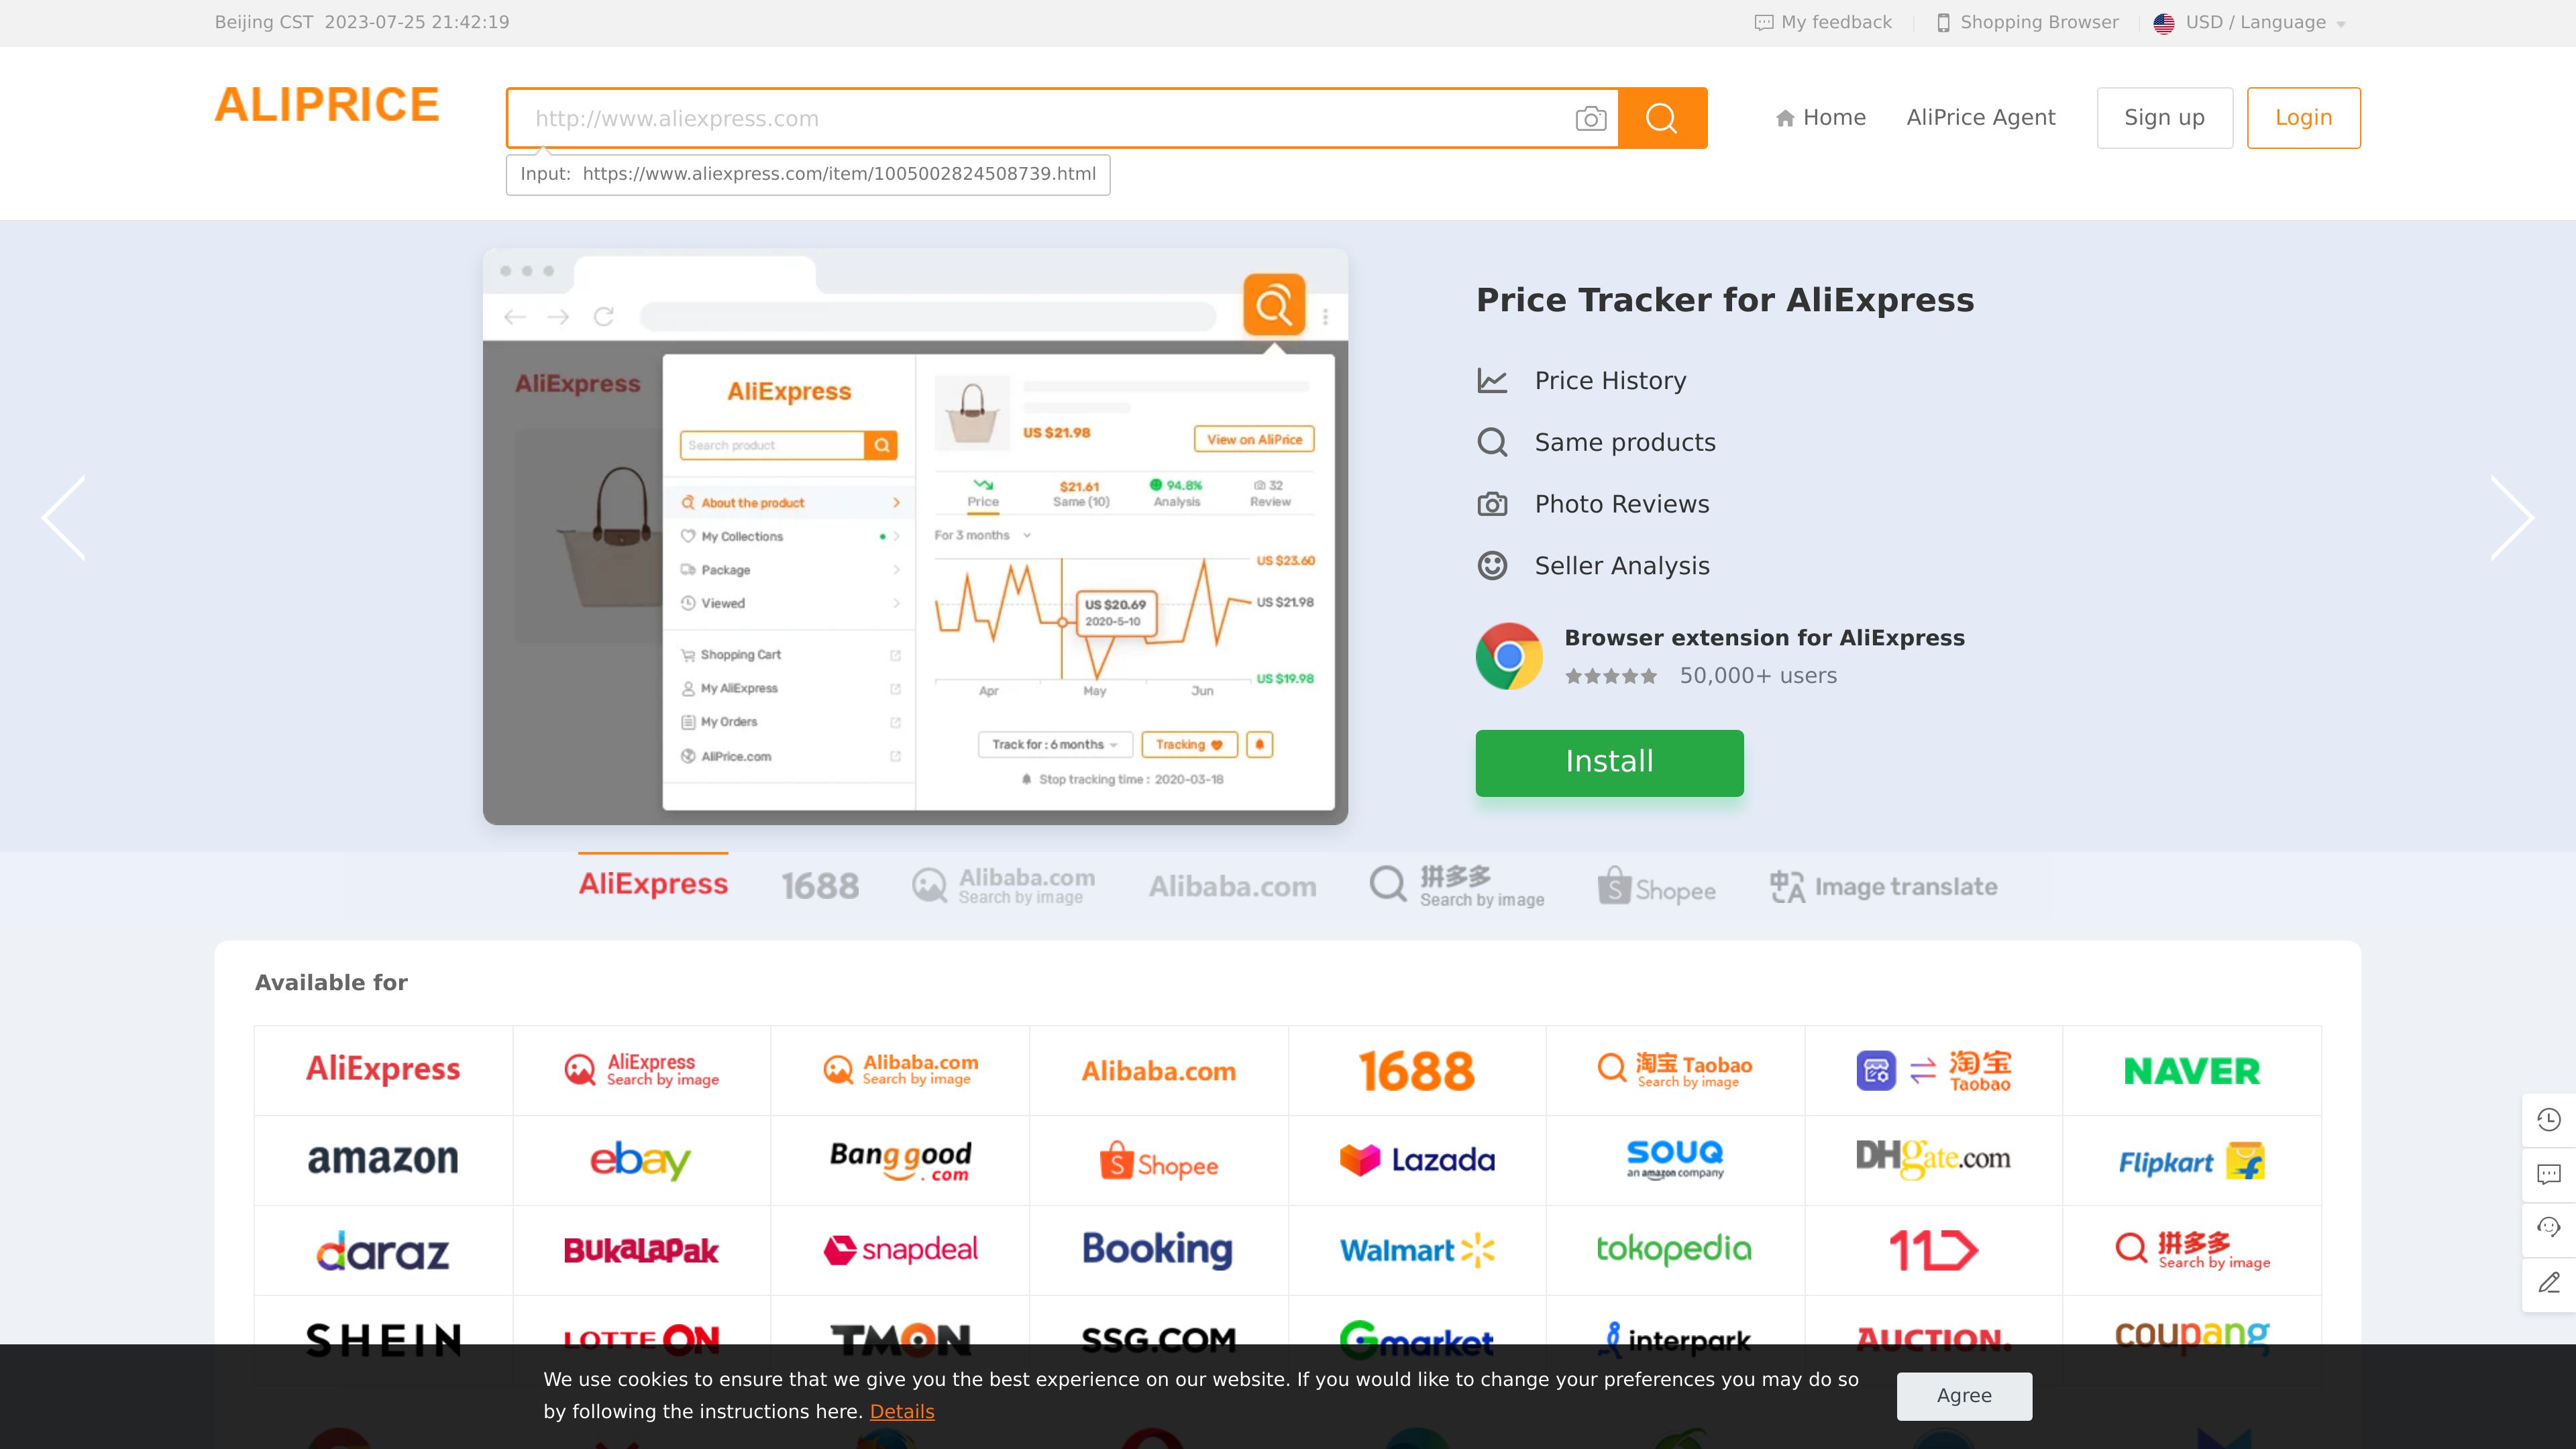 Beijing CST 2023-07-25 21:42:19
My feedback
Shopping Browser
USD / Language
ALIPRICE
http://www.aliexpress.com
Home
AliPrice Agent
Sign up
Login
Input: https://www.aliexpress.com/item/1005002824508739.html
AliExpress
AliExpress
Search product
About the product
My Collections
Package
Viewed
Shopping Cart
My AliExpress
My Orders
AliPrice.com
US $21.98
View on AliPrice
Price
$21.61
Same (10)
94.8%
Analysis
32
Review
For 3 months
US $23.60
US $21.98
US $19.98
US $20.69
2020-5-10
Apr
May
Jun
Track for : 6 months
Tracking
Stop tracking time : 2020-03-18
Price Tracker for AliExpress
Price History
Same products
Photo Reviews
Seller Analysis
Browser extension for AliExpress
50,000+ users
Install
AliExpress
1688
Alibaba.com
Search by image
Alibaba.com
拼多多
Search by image
Shopee
Image translate
Available for
AliExpress
AliExpress
Search by image
Alibaba.com
Search by image
Alibaba.com
1688
淘宝 Taobao
Search by image
淘宝
Taobao
NAVER
amazon
ebay
Banggood
.com
Shopee
Lazada
SOUQ
an amazon company
DHgate.com
Flipkart
daraz
BukaLaPak
snapdeal
Booking
Walmart
tokopedia
11
拼多多
Search by image
SHEIN
LOTTE ON
TMON
SSG.COM
Gmarket
interpark
AUCTION.
coupang
We use cookies to ensure that we give you the best experience on our website. If you would like to change your preferences you may do so
by following the instructions here. Details
Agree